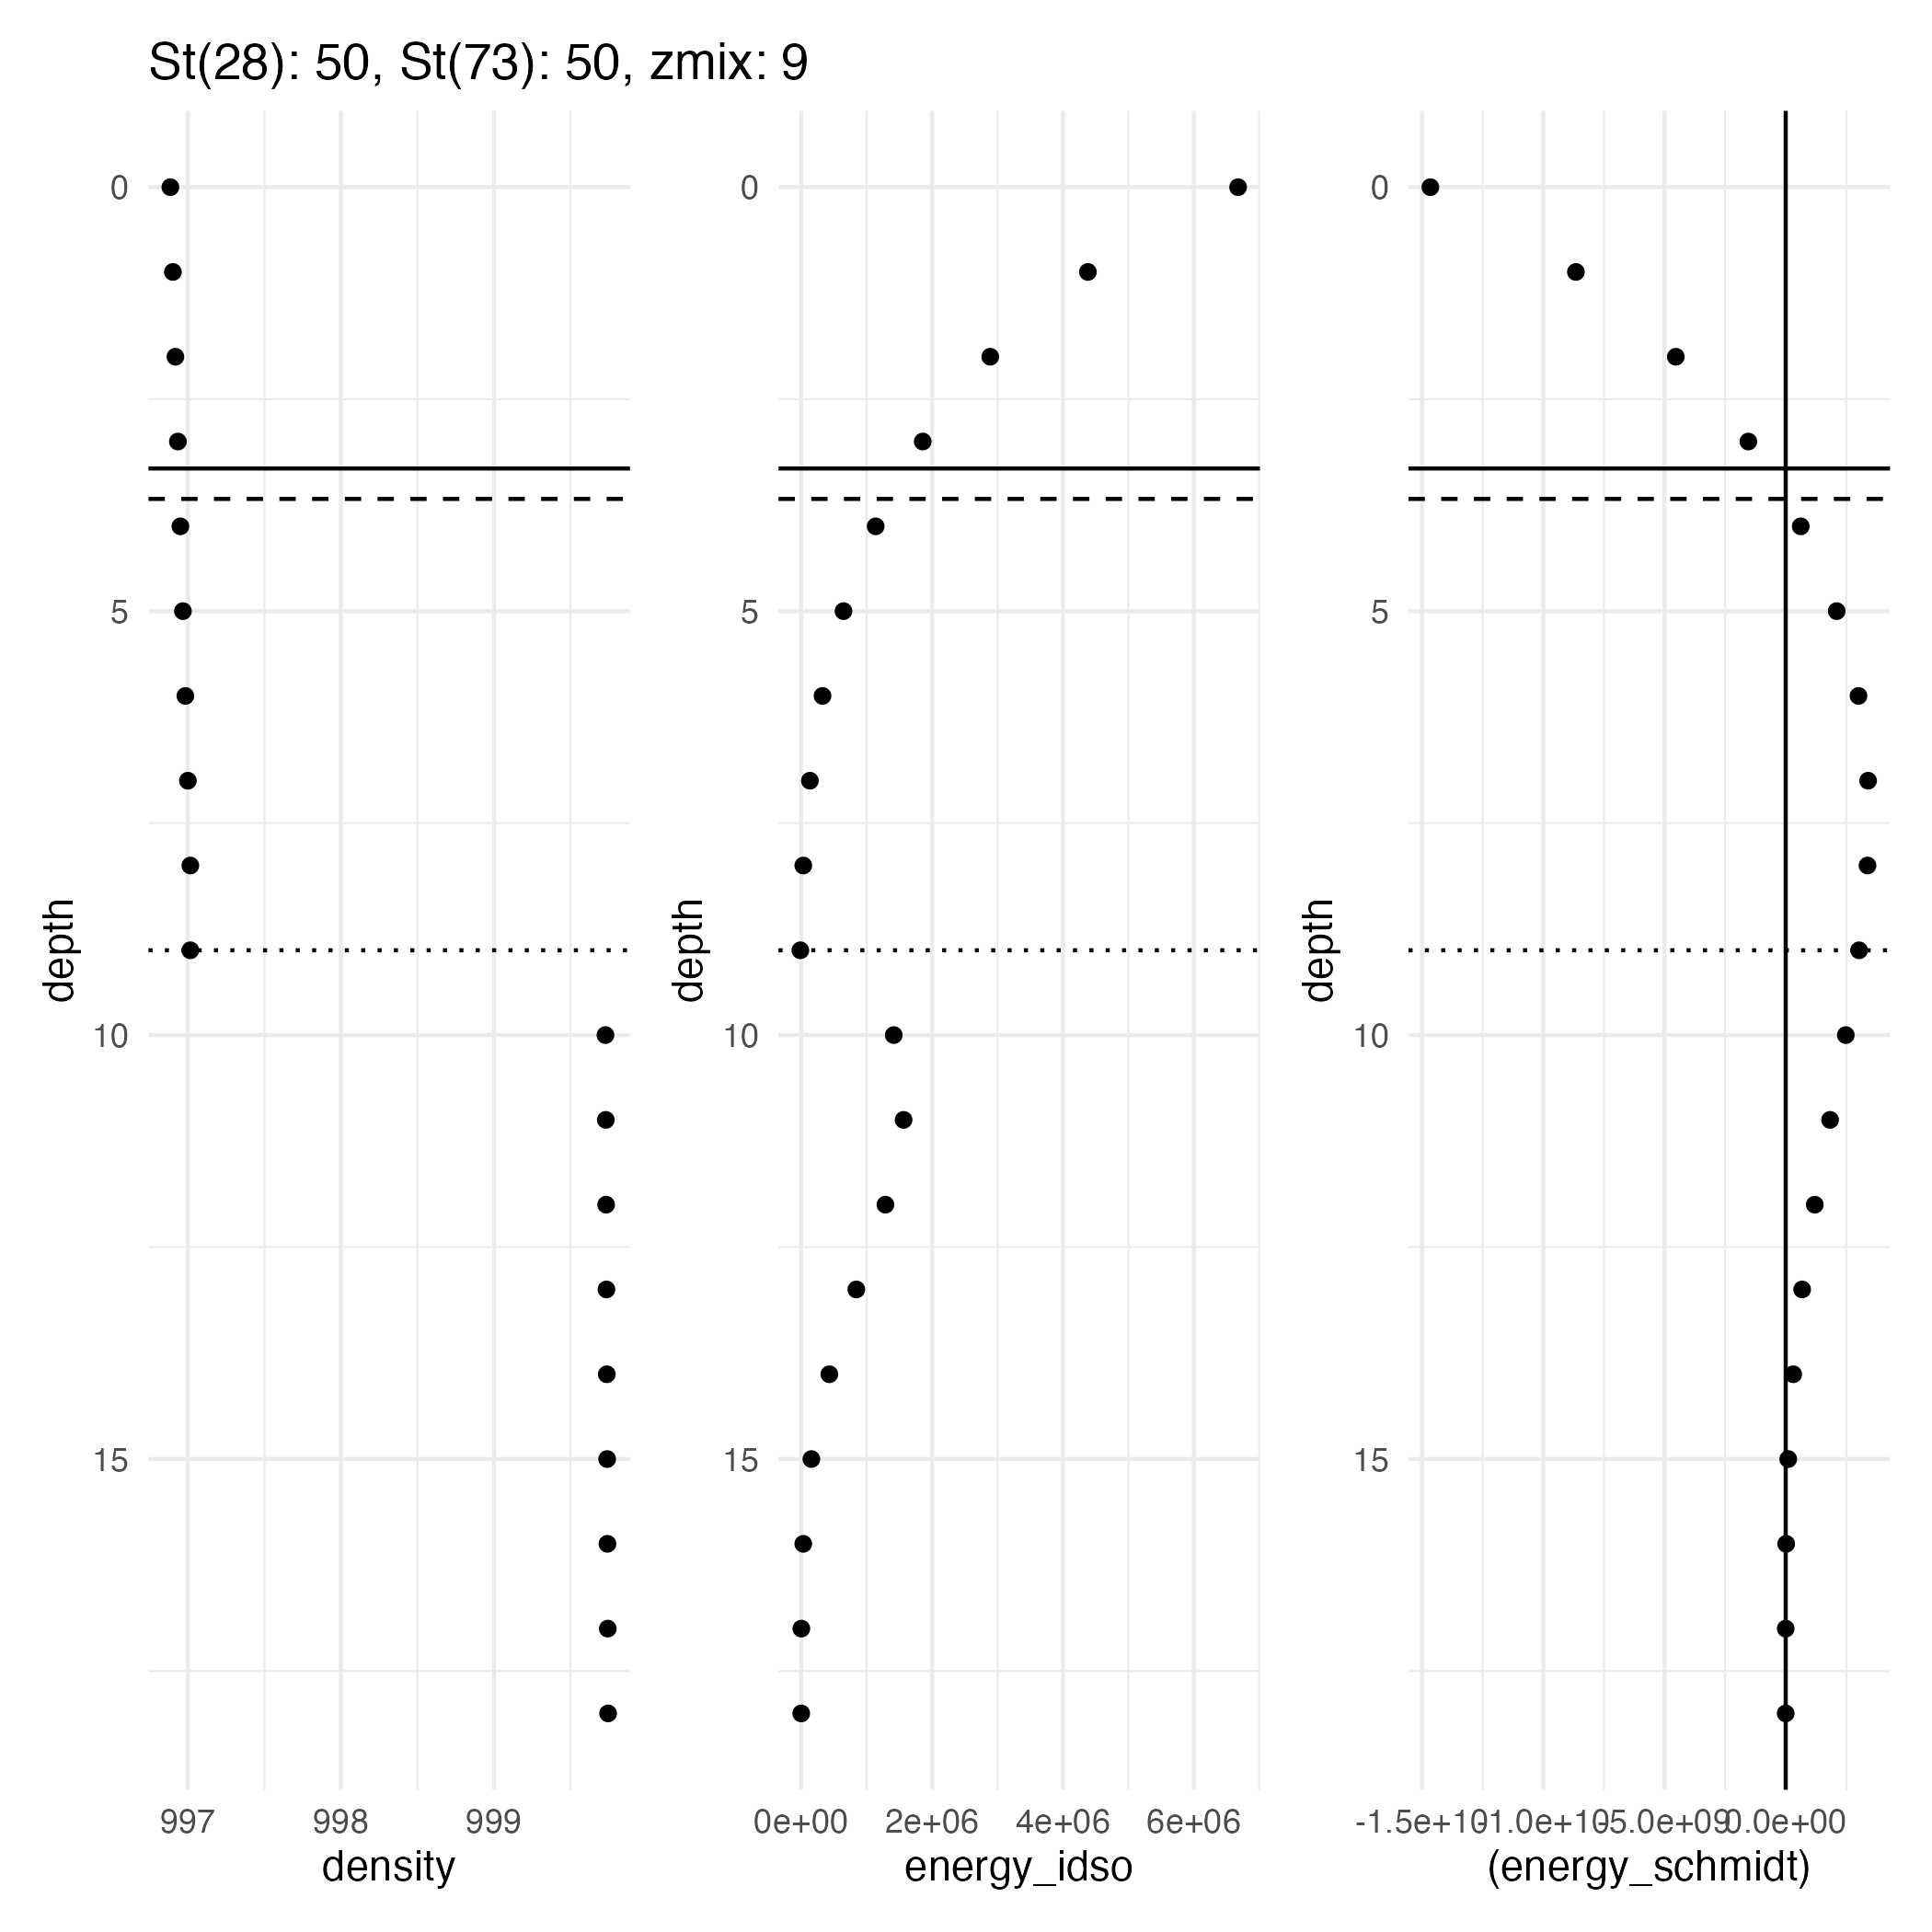 St(28): 50, St(73): 50, zmix: 9
0
5
10
15
depth
997 998 999
density
0
5
10
15
depth
0e+00 2e+06 4e+06 6e+06
energy_idso
0
5
10
15
depth
-1.5e+10 -1.0e+10 -5.0e+09 0.0e+00
(energy_schmidt)